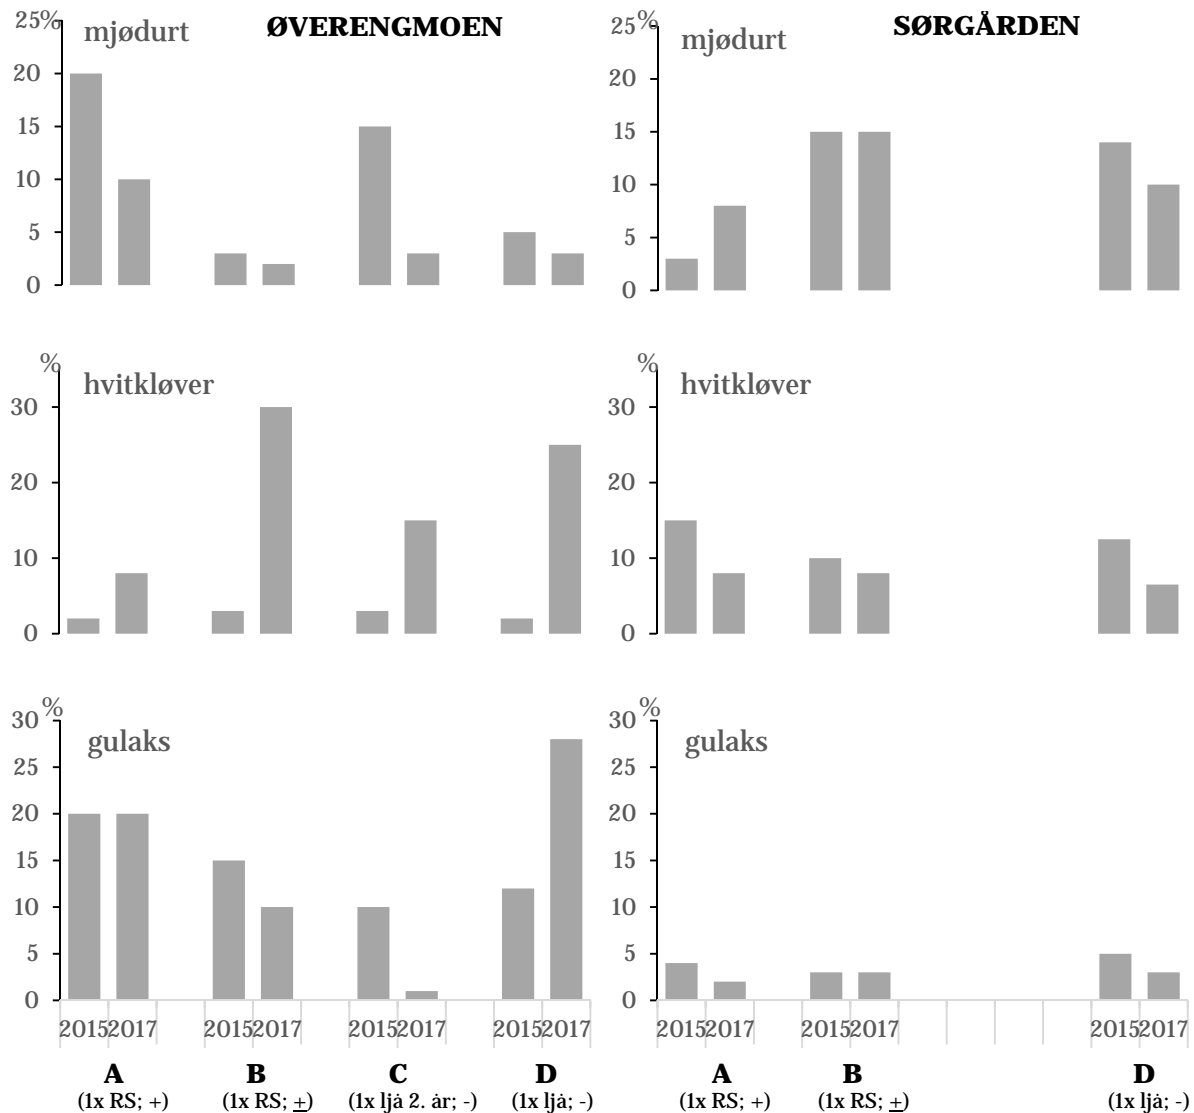 ØVERENGMOEN
25%
mjødurt
20
15
10
5
0
SØRGÅRDEN
25%
mjødurt
20
15
10
5
0
%
hvitkløver
30
20
10
0
%
hvitkløver
30
20
10
0
30%
gulaks
25
20
15
10
5
0
2015 2017 2015 2017 2015 2017 2015 2017
A B C D
(1x RS; +) (1x RS; ±) (1x ljå 2. år; -) (1x ljå; -)
30%
gulaks
25
20
15
10
5
0
2015 2017 2015 2017 2015 2017
A B D
(1x RS; +) (1x RS; ±) (1x ljå; -)